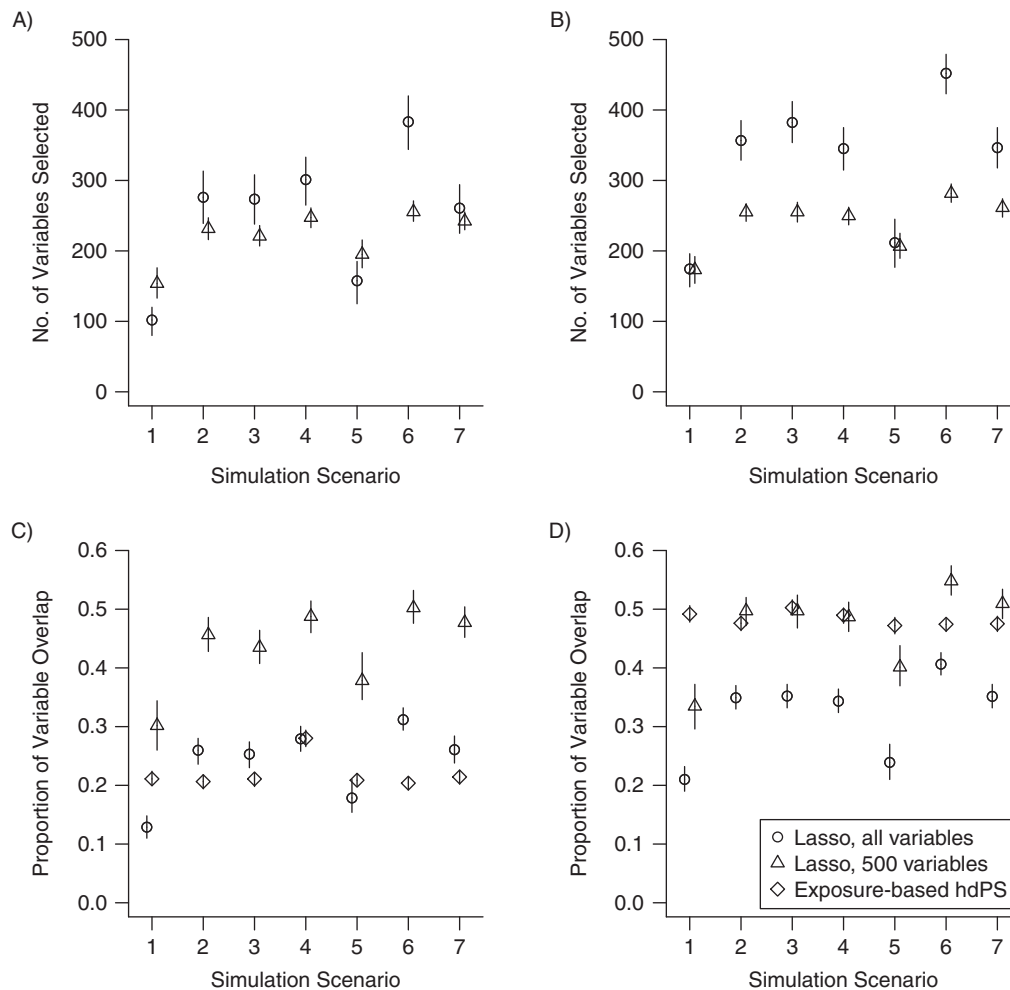 A)
No. of Variables Selected
500
400
300
200
100
0
1 2 3 4 5 6 7
Simulation Scenario
B)
No. of Variables Selected
500
400
300
200
100
0
1 2 3 4 5 6 7
Simulation Scenario
C)
Proportion of Variable Overlap
0.6
0.5
0.4
0.3
0.2
0.1
0.0
1 2 3 4 5 6 7
Simulation Scenario
D)
Proportion of Variable Overlap
0.6
0.5
0.4
0.3
0.2
0.1
0.0
Lasso, all variables
Lasso, 500 variables
Exposure-based hdPS
1 2 3 4 5 6 7
Simulation Scenario